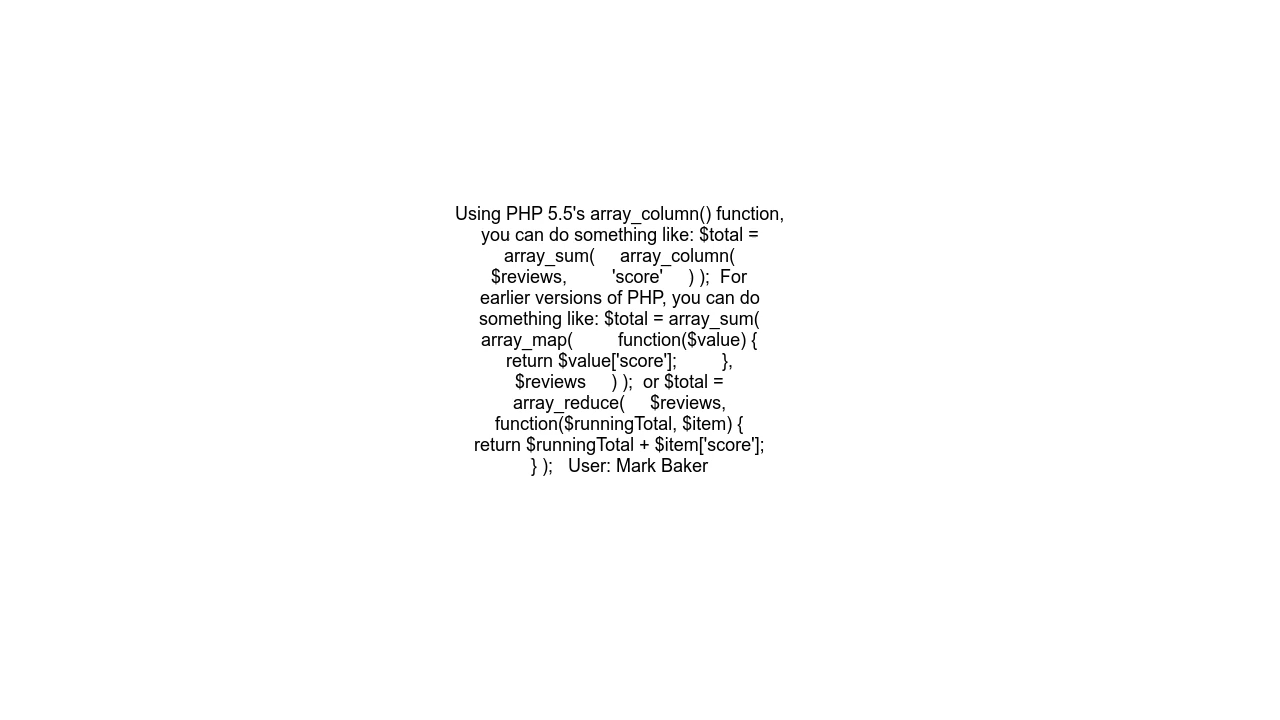 Using PHP 5.5's array_column() function,
you can do something like: $total =
array_sum(     array_column(
$reviews,         'score'     ) );  For
earlier versions of PHP, you can do
something like: $total = array_sum(
array_map(         function($value) {
return $value['score'];         },
$reviews     ) );  or $total =
array_reduce(     $reviews,
function($runningTotal, $item) {
return $runningTotal + $item['score'];
} );   User: Mark Baker